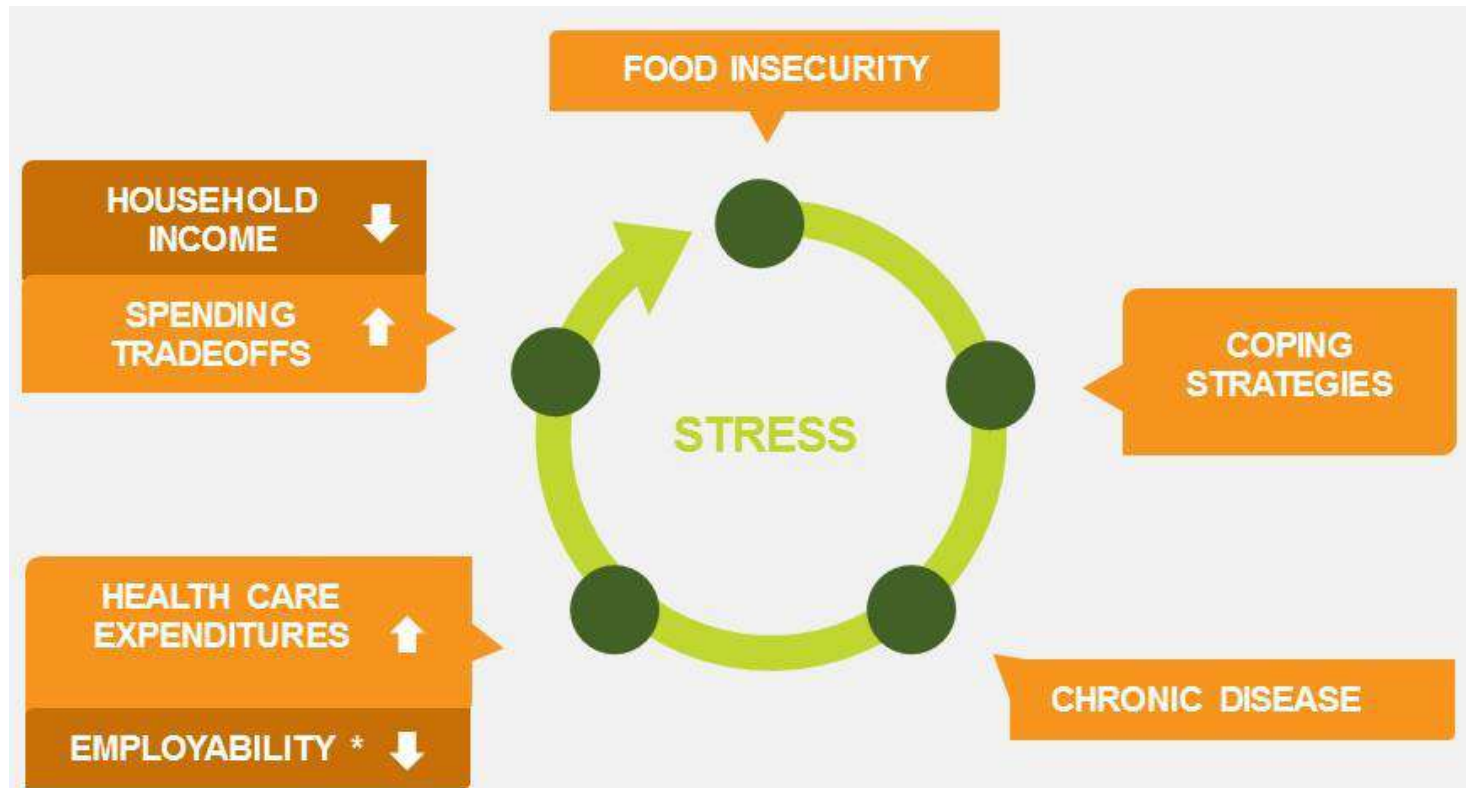 FOOD INSECURITY
HOUSEHOLD
INCOME
SPENDING
TRADEOFFS
COPING
STRATEGIES
STRESS
HEALTH CARE
EXPENDITURES
EMPLOYABILITY *
CHRONIC DISEASE